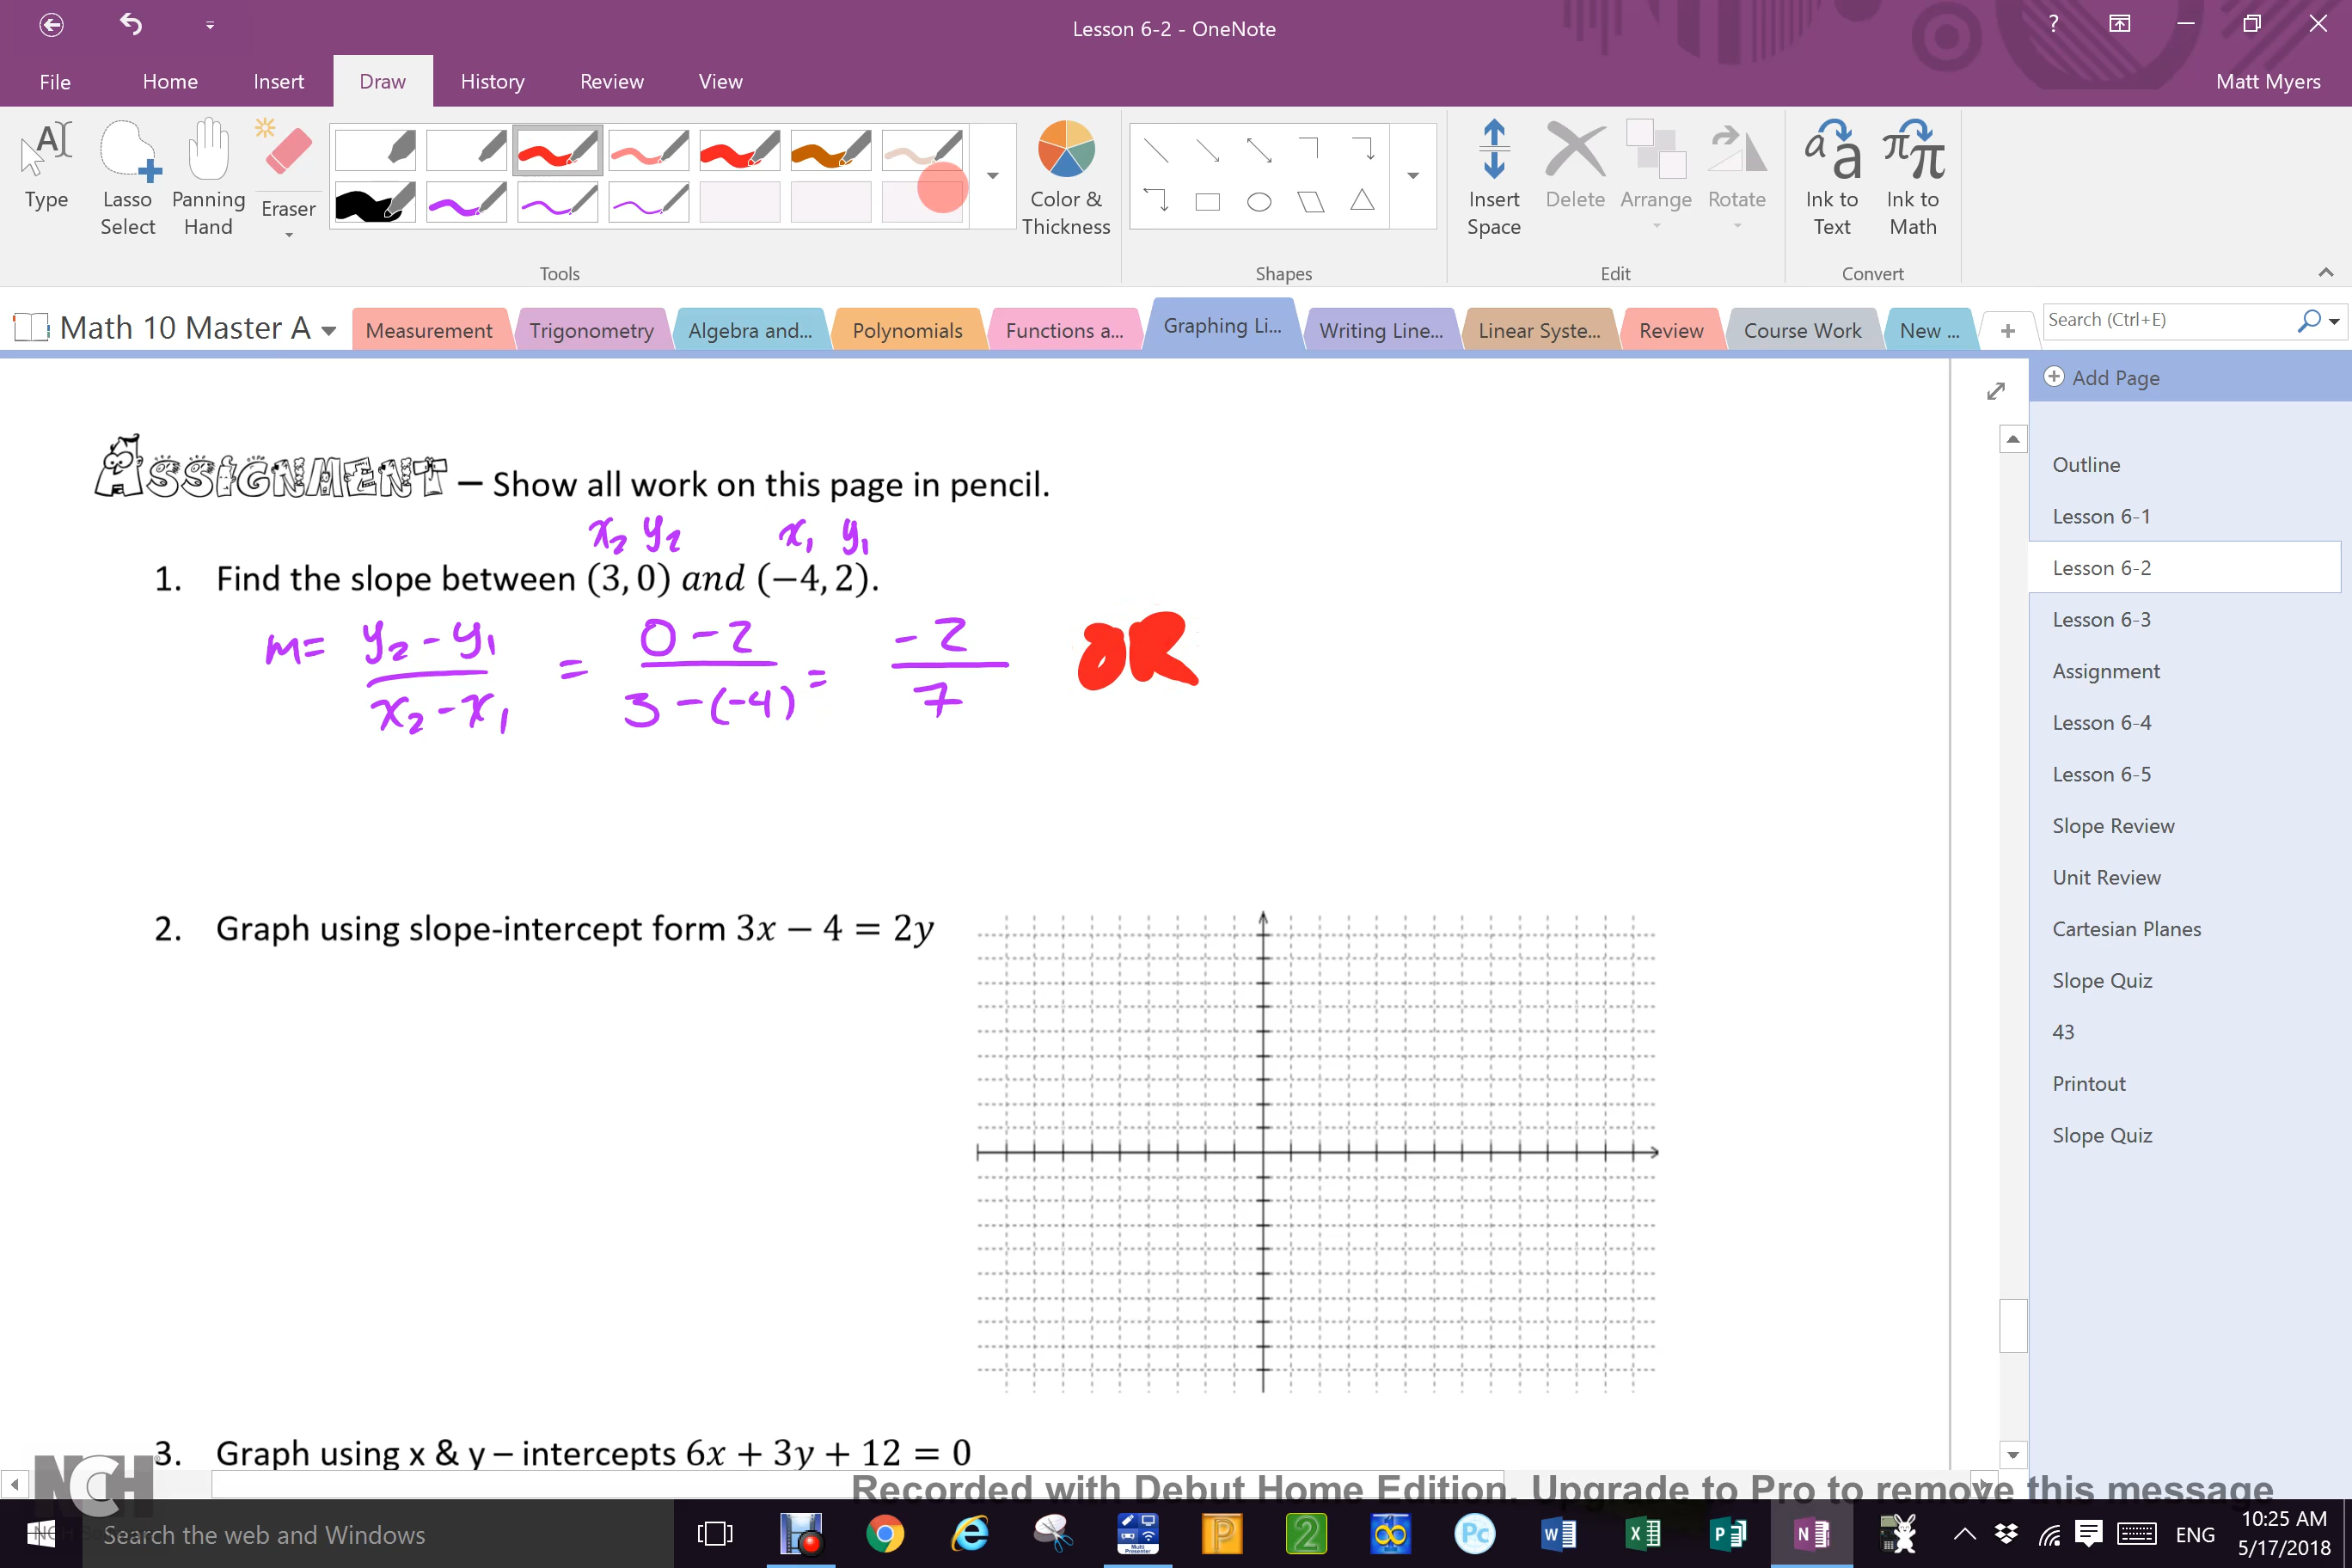 Lesson 6-2 - OneNote
File Home Insert Draw History Review View Matt Myers
Type
Lasso Select
Panning Hand
Eraser
Color & Thickness
Insert Space
Delete
Arrange
Rotate
Ink to Text
Ink to Math
Tools Shapes Edit Convert
Math 10 Master A Measurement Trigonometry Algebra and... Polynomials Functions a... Graphing Li... Writing Line... Linear Syste... Review Course Work New ... + Search (Ctrl+E)
Add Page
Outline
Lesson 6-1
Lesson 6-2
Lesson 6-3
Assignment
Lesson 6-4
Lesson 6-5
Slope Review
Unit Review
Cartesian Planes
Slope Quiz
43
Printout
Slope Quiz
ASSIGNMENT – Show all work on this page in pencil.
x₂ y₂ x₁ y₁
1. Find the slope between (3, 0) and (−4, 2).
m = y₂ - y₁ / x₂ - x₁ = 0 - 2 / 3 - (-4) = -2 / 7 OR
2. Graph using slope-intercept form 3x − 4 = 2y
3. Graph using x & y – intercepts 6x + 3y + 12 = 0
NCH
Recorded with Debut Home Edition. Upgrade to Pro to remove this message
Search the web and Windows
ENG
10:25 AM
5/17/2018